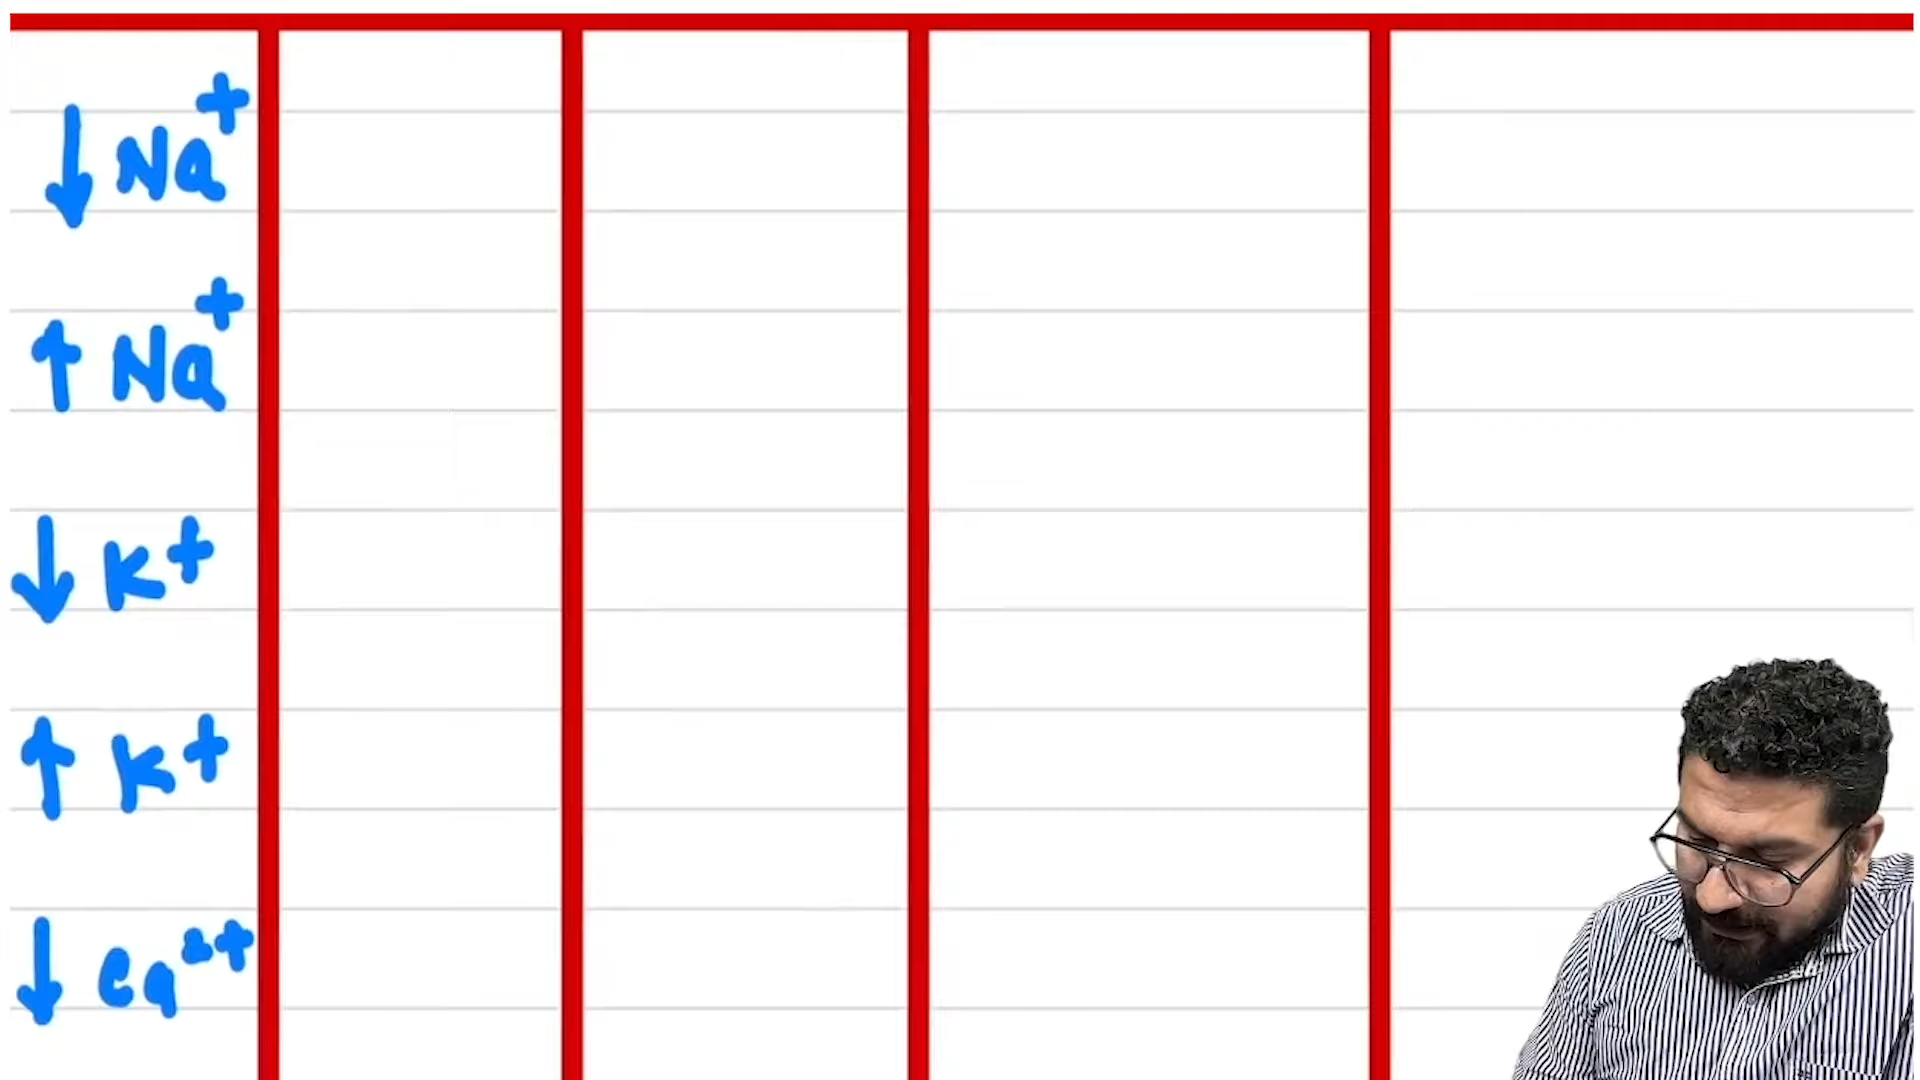 ↓ Na⁺
↑ Na⁺
↓ K⁺
↑ K⁺
↓ Ca²⁺